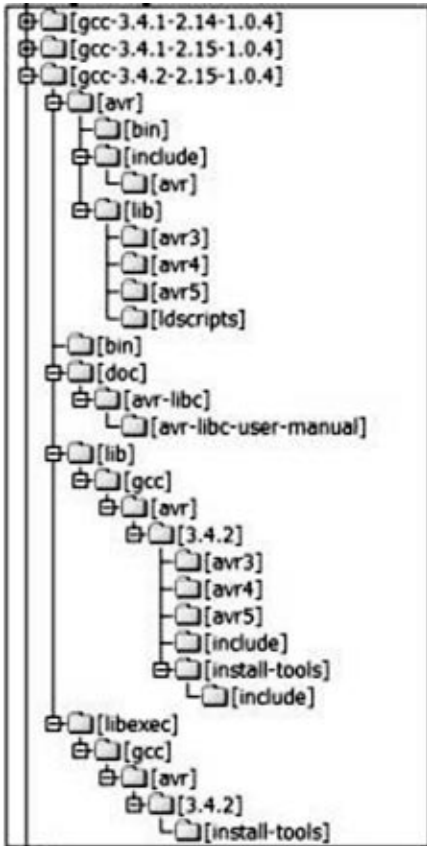 [gcc-3.4.1-2.14-1.0.4]
[gcc-3.4.1-2.15-1.0.4]
[gcc-3.4.2-2.15-1.0.4]
[avr]
[bin]
[include]
[avr]
[lib]
[avr3]
[avr4]
[avr5]
[ldscripts]
[bin]
[doc]
[avr-libc]
[avr-libc-user-manual]
[lib]
[gcc]
[avr]
[3.4.2]
[avr3]
[avr4]
[avr5]
[include]
[install-tools]
[include]
[libexec]
[gcc]
[avr]
[3.4.2]
[install-tools]